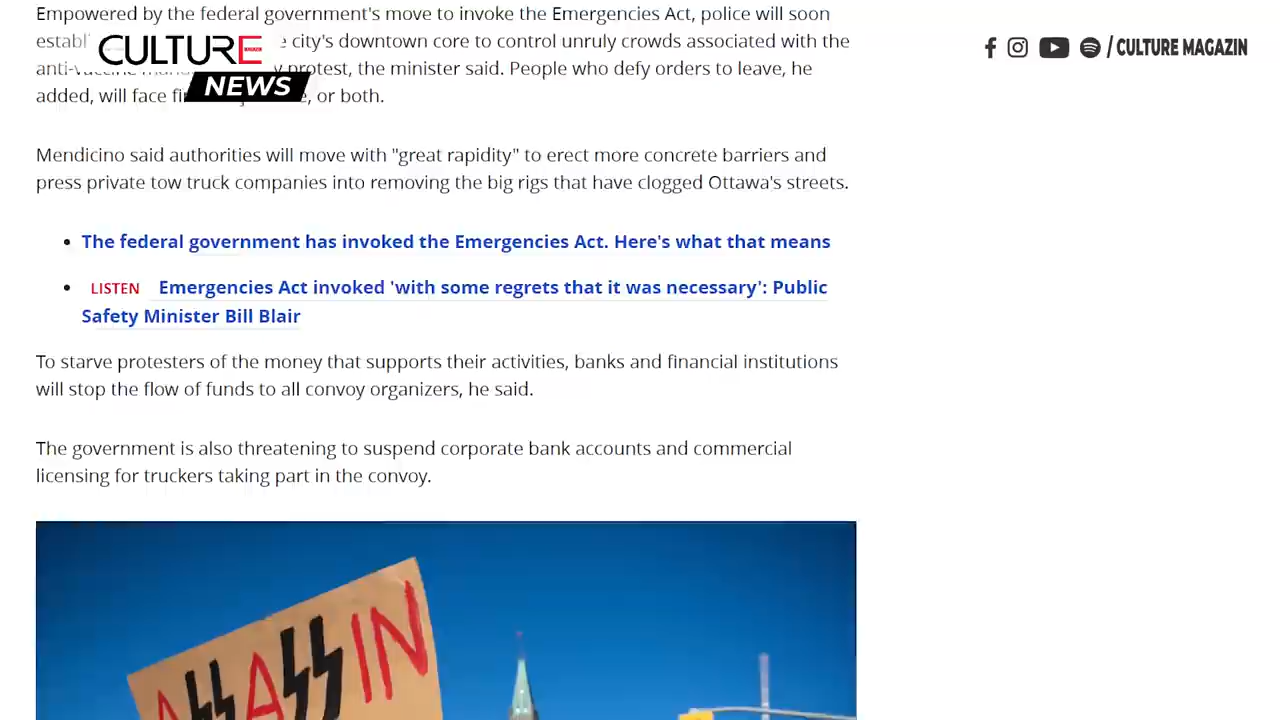 Empowered by the federal government's move to invoke the Emergencies Act, police will soon
city's downtown core to control unruly crowds associated with the
protest, the minister said. People who defy orders to leave, he
added, will face or both.
CULTURE
NEWS
/ CULTURE MAGAZIN
Mendicino said authorities will move with "great rapidity" to erect more concrete barriers and
press private tow truck companies into removing the big rigs that have clogged Ottawa's streets.
• The federal government has invoked the Emergencies Act. Here's what that means
• LISTEN Emergencies Act invoked 'with some regrets that it was necessary': Public
Safety Minister Bill Blair
To starve protesters of the money that supports their activities, banks and financial institutions
will stop the flow of funds to all convoy organizers, he said.
The government is also threatening to suspend corporate bank accounts and commercial
licensing for truckers taking part in the convoy.
ASSASSIN